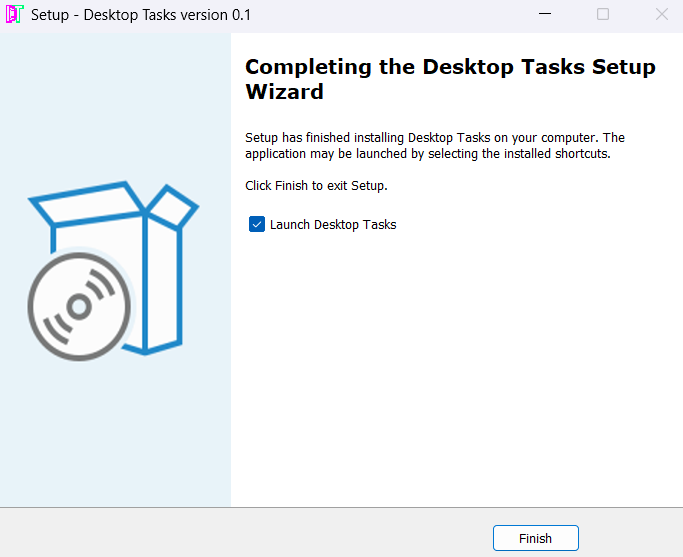 Setup - Desktop Tasks version 0.1
Completing the Desktop Tasks Setup
Wizard
Setup has finished installing Desktop Tasks on your computer. The
application may be launched by selecting the installed shortcuts.
Click Finish to exit Setup.
Launch Desktop Tasks
Finish